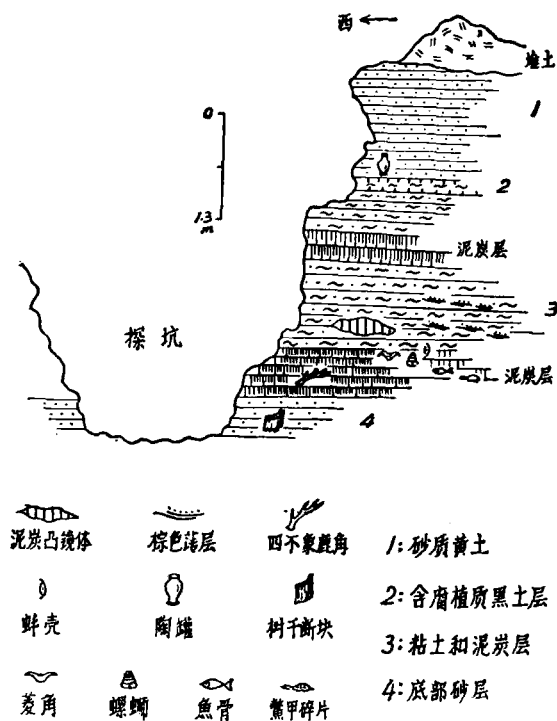 西
堆土
0
1
2
1.3
m
泥炭层
3
探坑
泥炭层
4
泥炭凸镜体 棕色薄层 四不象鹿角 1:砂质黄土
蚌壳 陶罐 树干断块 2:含腐植质黑土层
3:粘土和泥炭层
菱角 螺蛳 魚骨 鱉甲碎片 4:底部砂层